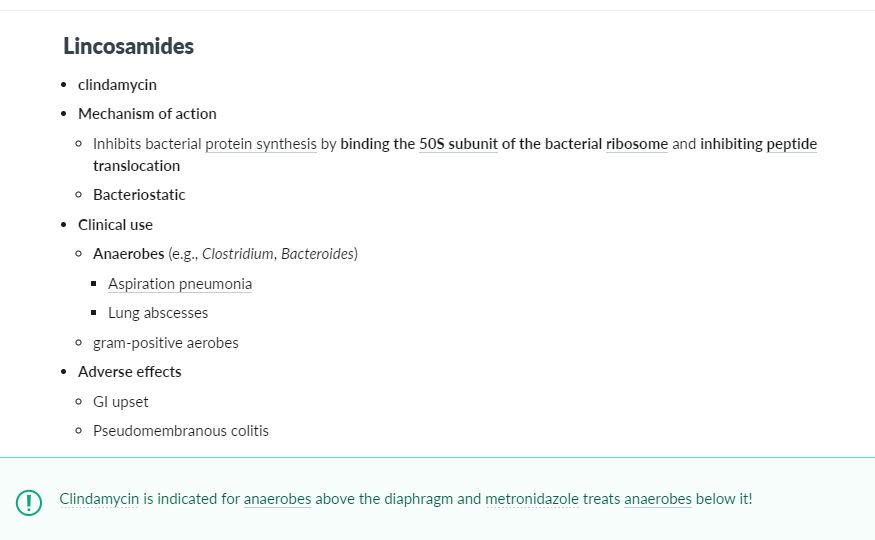 Lincosamides
• clindamycin
• Mechanism of action
◦ Inhibits bacterial protein synthesis by binding the 50S subunit of the bacterial ribosome and inhibiting peptide
translocation
◦ Bacteriostatic
• Clinical use
◦ Anaerobes (e.g., Clostridium, Bacteroides)
▪ Aspiration pneumonia
▪ Lung abscesses
◦ gram-positive aerobes
• Adverse effects
◦ GI upset
◦ Pseudomembranous colitis
! Clindamycin is indicated for anaerobes above the diaphragm and metronidazole treats anaerobes below it!